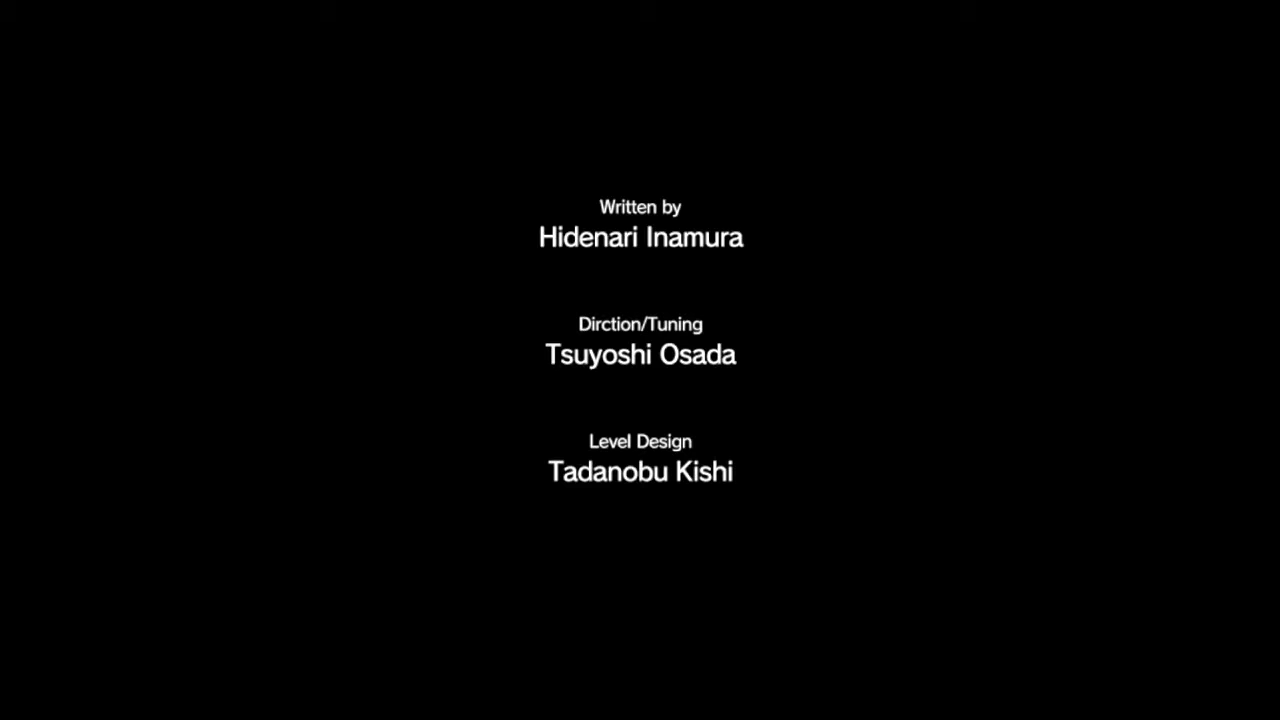 Written by
Hidenari Inamura
Dirction/Tuning
Tsuyoshi Osada
Level Design
Tadanobu Kishi